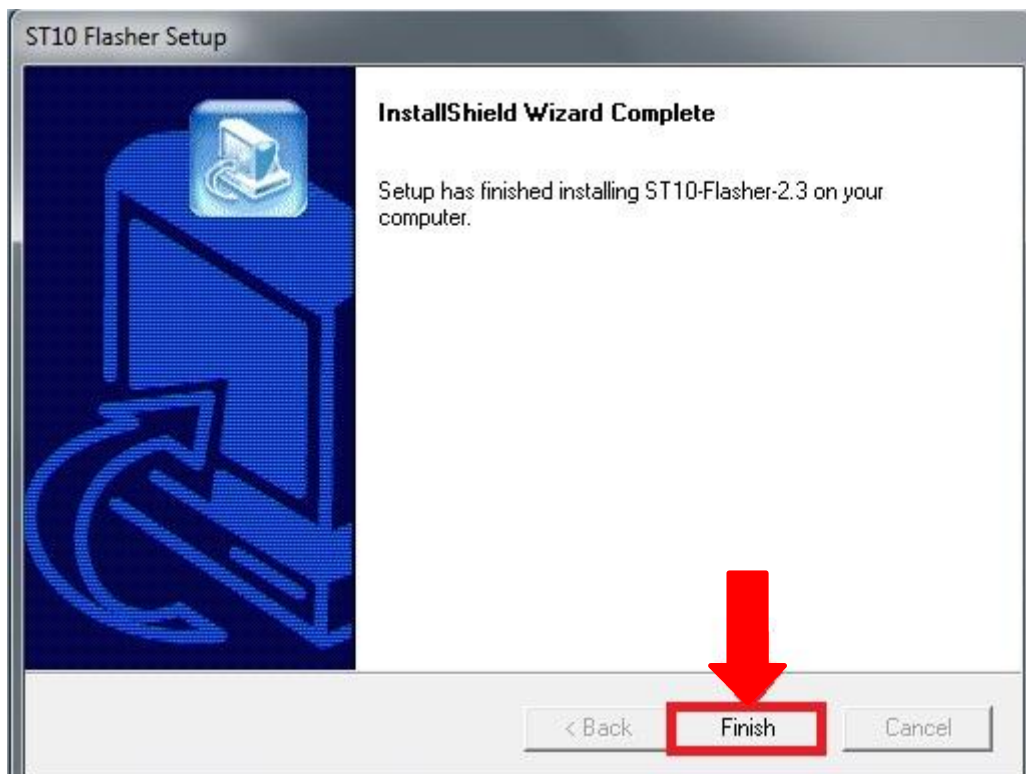 ST10 Flasher Setup
InstallShield Wizard Complete
Setup has finished installing ST10-Flasher-2.3 on your
computer.
< Back
Finish
Cancel